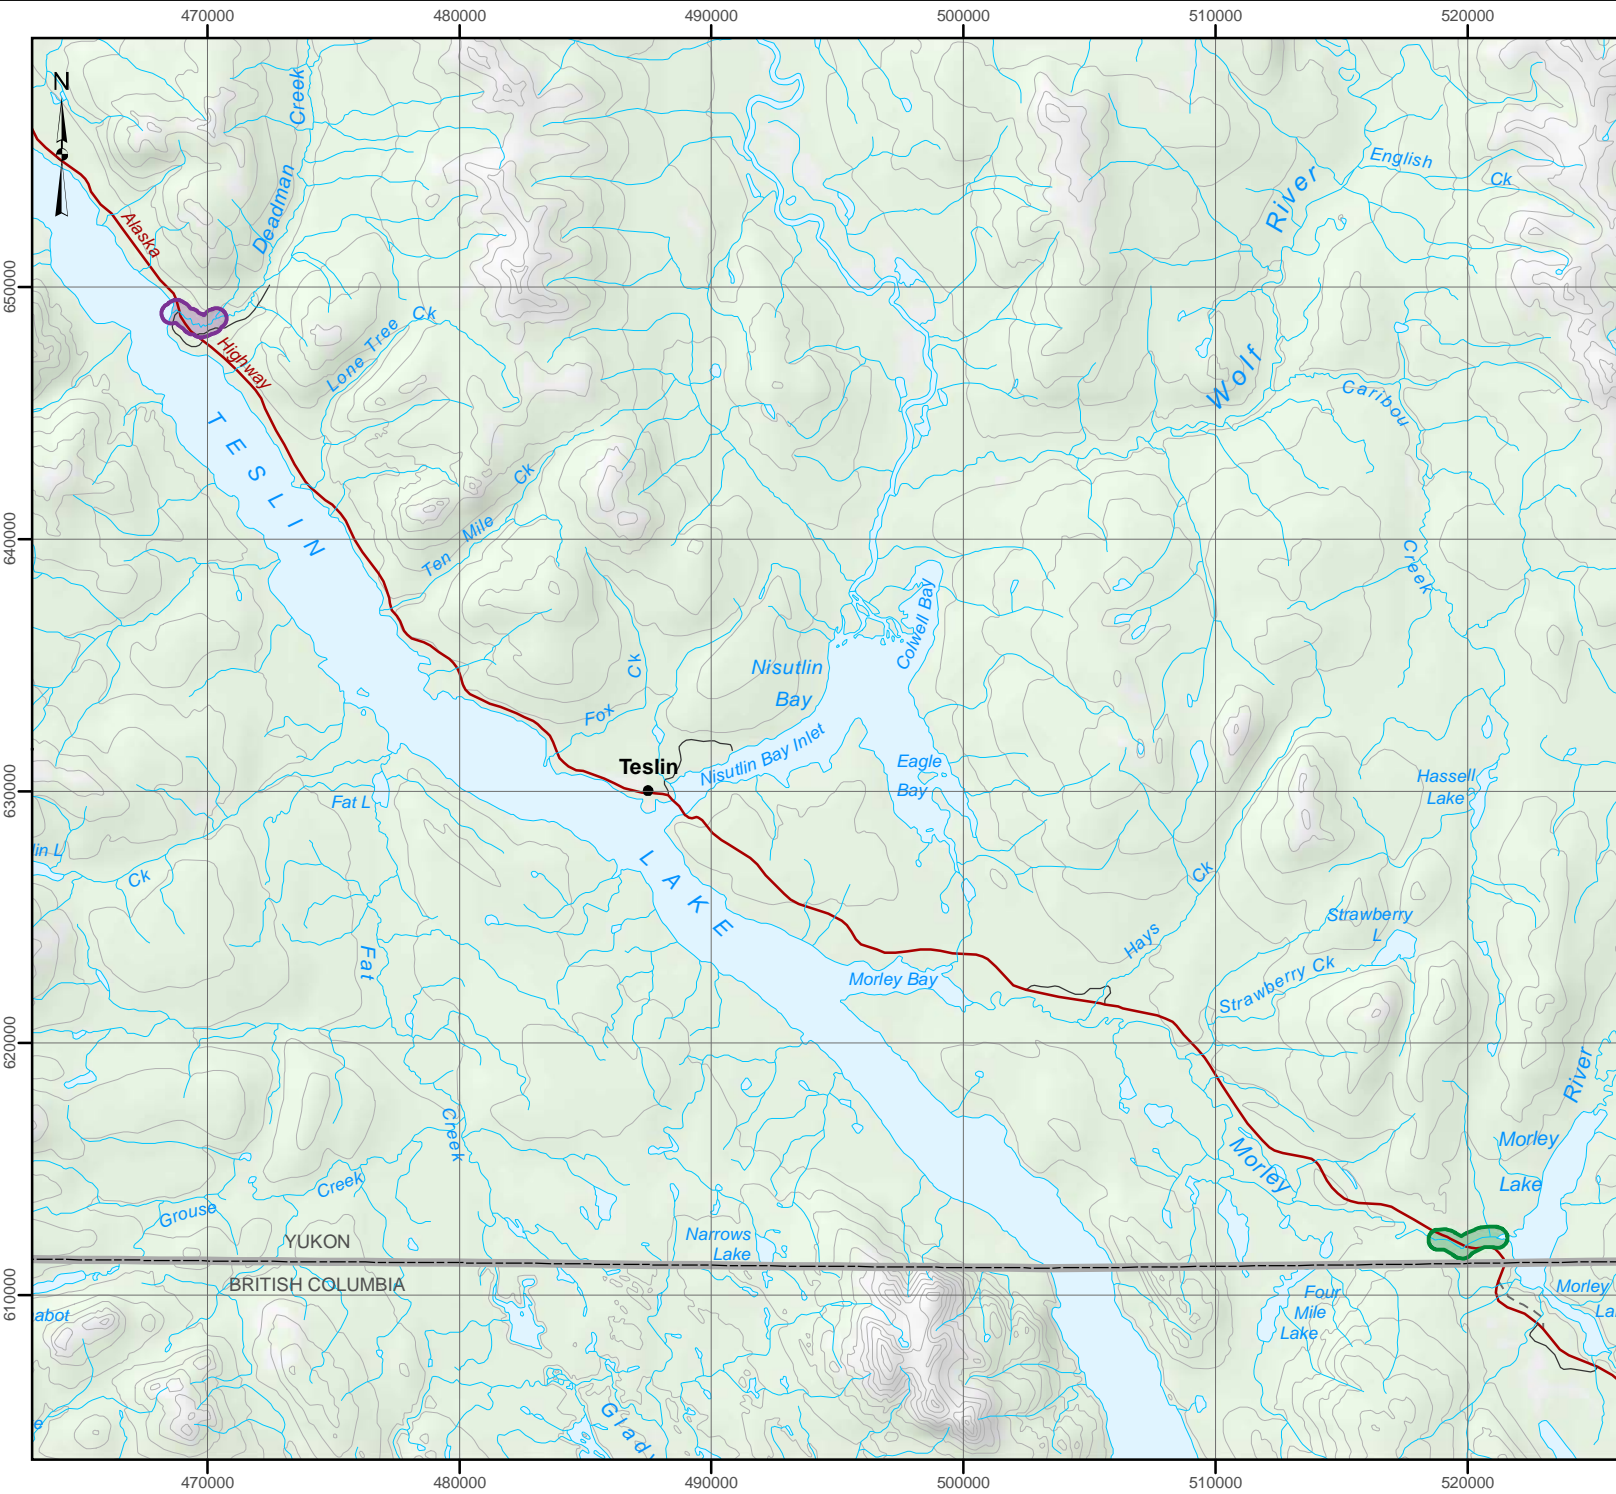 470000
480000
490000
500000
510000
520000
N
Deadman Creek
English Ck
River
Alaska
650000
650000
Highway
Lone Tree Ck
Wolf
Caribou
TESLIN
Ten Mile Ck
640000
Creek
Colwell Bay
Ck
Nisutlin
Bay
Fox
Nisutlin Bay Inlet
Teslin
Eagle
Bay
Hassell
Lake
630000
Fat L
lin L
Ck
LAKE
Ck
Strawberry
L
Hays
Fat
Morley Bay
Strawberry Ck
620000
River
Creek
Morley
Morley
Lake
Creek
Grouse
YUKON
Narrows
Lake
BRITISH COLUMBIA
610000
abot
Four
Mile
Lake
Morley
La
e
Glad
470000
480000
490000
500000
510000
520000